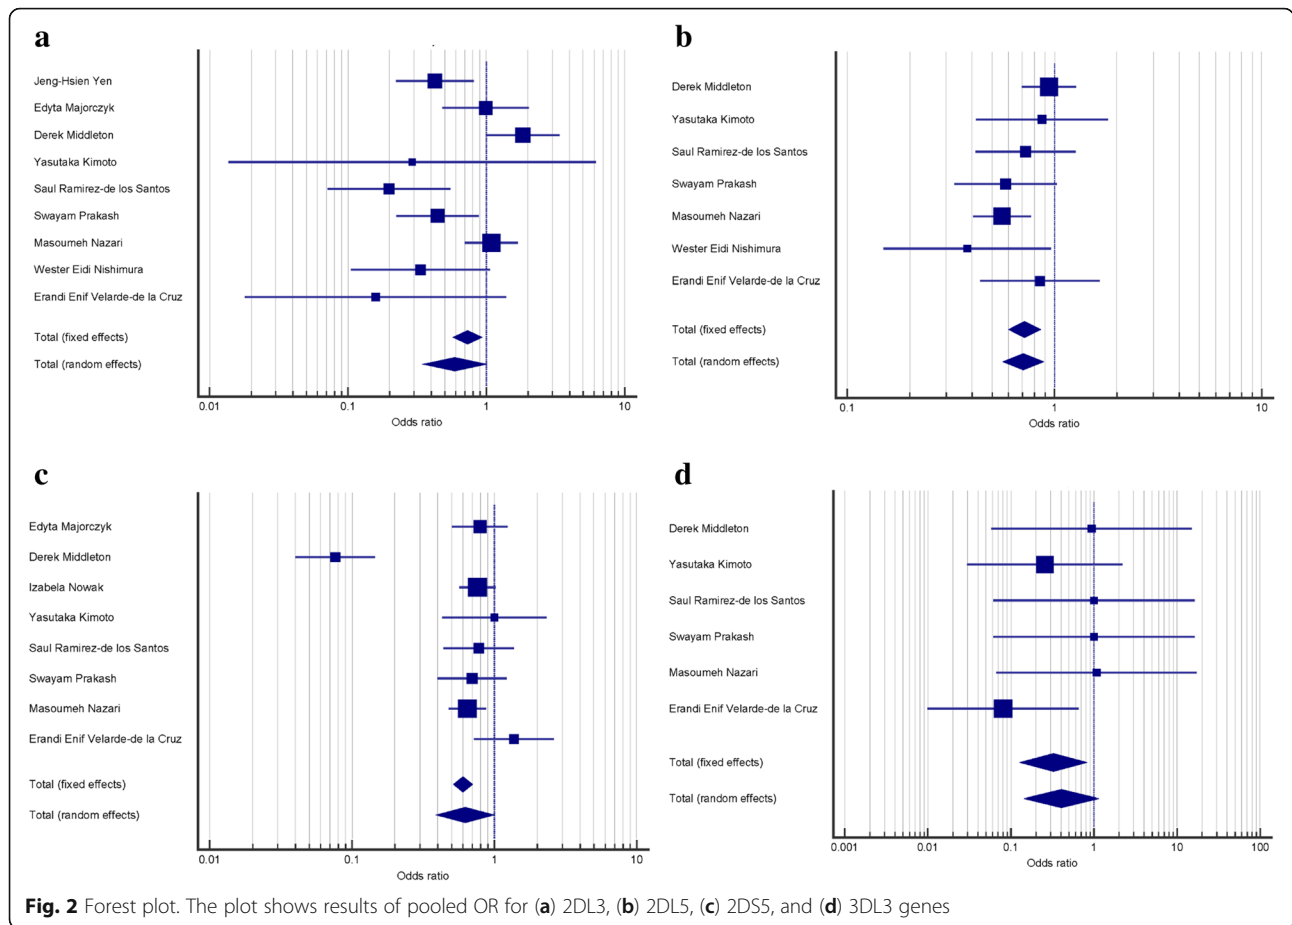 a
Jeng-Hsien Yen
Edyta Majorczyk
Derek Middleton
Yasutaka Kimoto
Saul Ramirez-de los Santos
Swayam Prakash
Masoumeh Nazari
Wester Eidi Nishimura
Erandi Enif Velarde-de la Cruz
Total (fixed effects)
Total (random effects)
0.01 0.1 1 10
Odds ratio
b
Derek Middleton
Yasutaka Kimoto
Saul Ramirez-de los Santos
Swayam Prakash
Masoumeh Nazari
Wester Eidi Nishimura
Erandi Enif Velarde-de la Cruz
Total (fixed effects)
Total (random effects)
0.1 1 10
Odds ratio
c
Edyta Majorczyk
Derek Middleton
Izabela Nowak
Yasutaka Kimoto
Saul Ramirez-de los Santos
Swayam Prakash
Masoumeh Nazari
Erandi Enif Velarde-de la Cruz
Total (fixed effects)
Total (random effects)
0.01 0.1 1 10
Odds ratio
d
Derek Middleton
Yasutaka Kimoto
Saul Ramirez-de los Santos
Swayam Prakash
Masoumeh Nazari
Erandi Enif Velarde-de la Cruz
Total (fixed effects)
Total (random effects)
0.001 0.01 0.1 1 10 100
Odds ratio
Fig. 2 Forest plot. The plot shows results of pooled OR for (a) 2DL3, (b) 2DL5, (c) 2DS5, and (d) 3DL3 genes